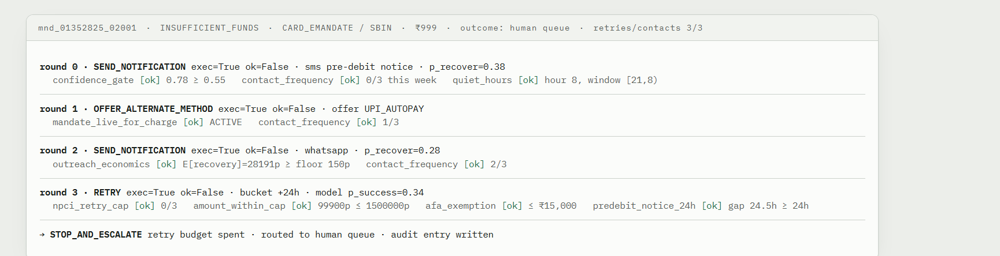 mnd_01352825_02001 · INSUFFICIENT_FUNDS · CARD_EMANDATE / SBIN · ₹999 · outcome: human queue · retries/contacts 3/3
round 0 · SEND_NOTIFICATION exec=True ok=False · sms pre-debit notice · p_recover=0.38
confidence_gate [ok] 0.78 ≥ 0.55 contact_frequency [ok] 0/3 this week quiet_hours [ok] hour 8, window [21,8)
round 1 · OFFER_ALTERNATE_METHOD exec=True ok=False · offer UPI_AUTOPAY
mandate_live_for_charge [ok] ACTIVE contact_frequency [ok] 1/3
round 2 · SEND_NOTIFICATION exec=True ok=False · whatsapp · p_recover=0.28
outreach_economics [ok] E[recovery]=28191p ≥ floor 150p contact_frequency [ok] 2/3
round 3 · RETRY exec=True ok=False · bucket +24h · model p_success=0.34
npci_retry_cap [ok] 0/3 amount_within_cap [ok] 99900p ≤ 1500000p afa_exemption [ok] ≤ ₹15,000 predebit_notice_24h [ok] gap 24.5h ≥ 24h
→ STOP_AND_ESCALATE retry budget spent · routed to human queue · audit entry written